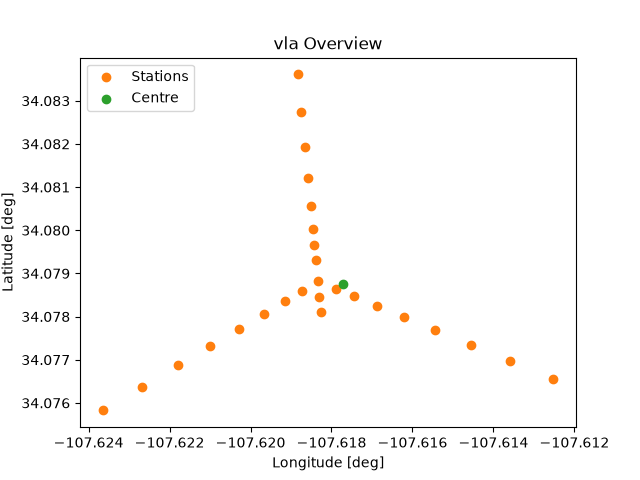 vla Overview
Stations
Centre
34.083
34.082
34.081
34.080
34.079
34.078
34.077
34.076
Latitude [deg]
−107.624 −107.622 −107.620 −107.618 −107.616 −107.614 −107.612
Longitude [deg]